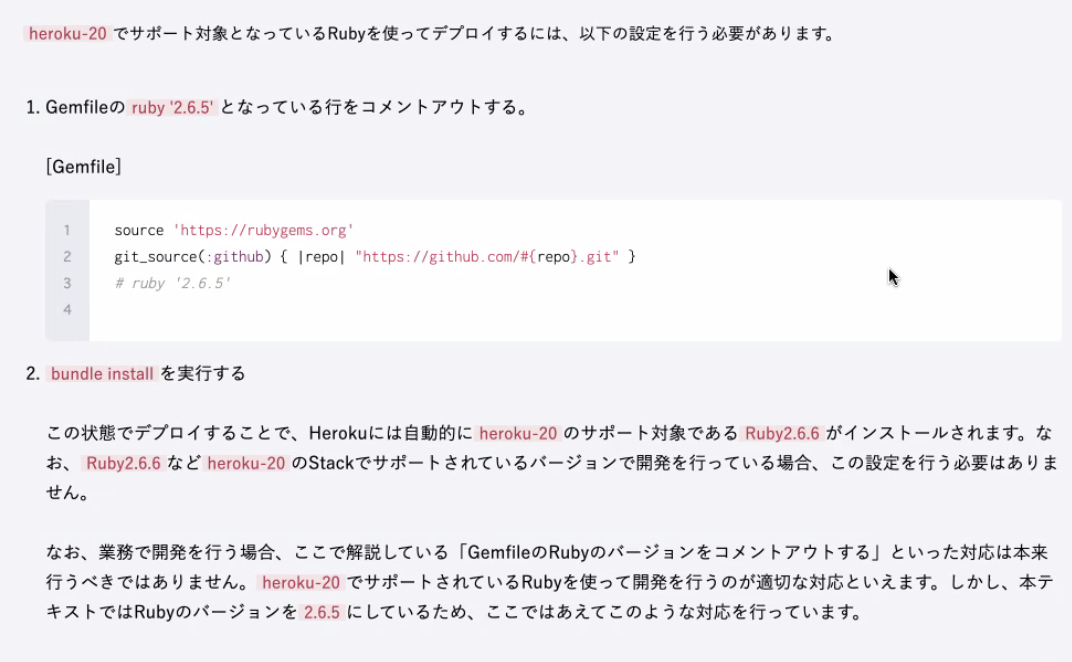 heroku-20 でサポート対象となっているRubyを使ってデプロイするには、以下の設定を行う必要があります。
1. Gemfileの ruby '2.6.5' となっている行をコメントアウトする。
[Gemfile]
1 source 'https://rubygems.org'
2 git_source(:github) { |repo| "https://github.com/#{repo}.git" }
3 # ruby '2.6.5'
4
2. bundle install を実行する
この状態でデプロイすることで、Herokuには自動的に heroku-20 のサポート対象である Ruby2.6.6 がインストールされます。な
お、 Ruby2.6.6 など heroku-20 のStackでサポートされているバージョンで開発を行っている場合、この設定を行う必要はありま
せん。
なお、業務で開発を行う場合、ここで解説している「GemfileのRubyのバージョンをコメントアウトする」といった対応は本来
行うべきではありません。 heroku-20 でサポートされているRubyを使って開発を行うのが適切な対応といえます。しかし、本テ
キストではRubyのバージョンを 2.6.5 にしているため、ここではあえてこのような対応を行っています。